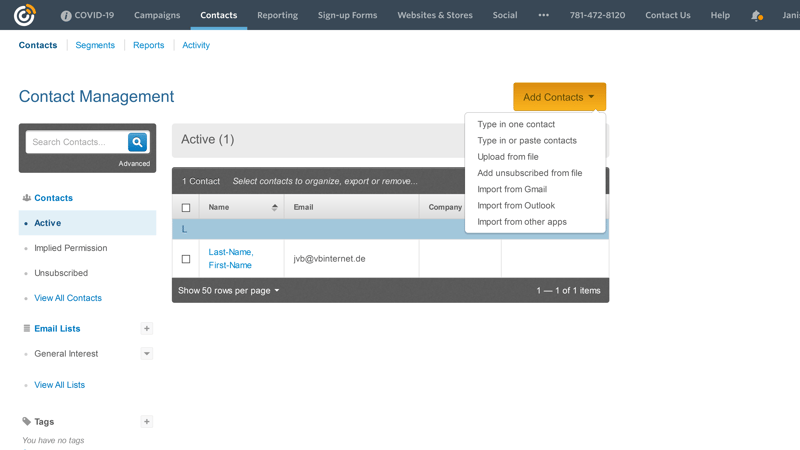 COVID-19 Campaigns Contacts Reporting Sign-up Forms Websites & Stores Social ••• 781-472-8120 Contact Us Help Janis
Contacts Segments Reports Activity
Contact Management
Add Contacts
Type in one contact
Type in or paste contacts
Upload from file
Add unsubscribed from file
Import from Gmail
Import from Outlook
Import from other apps
Search Contacts...
Advanced
Contacts
Active
Implied Permission
Unsubscribed
View All Contacts
Email Lists
General Interest
View All Lists
Tags
You have no tags
Active (1)
1 Contact Select contacts to organize, export or remove...
Name Email Company
L
Last-Name,
First-Name
jvb@vbinternet.de
Show 50 rows per page
1 — 1 of 1 items